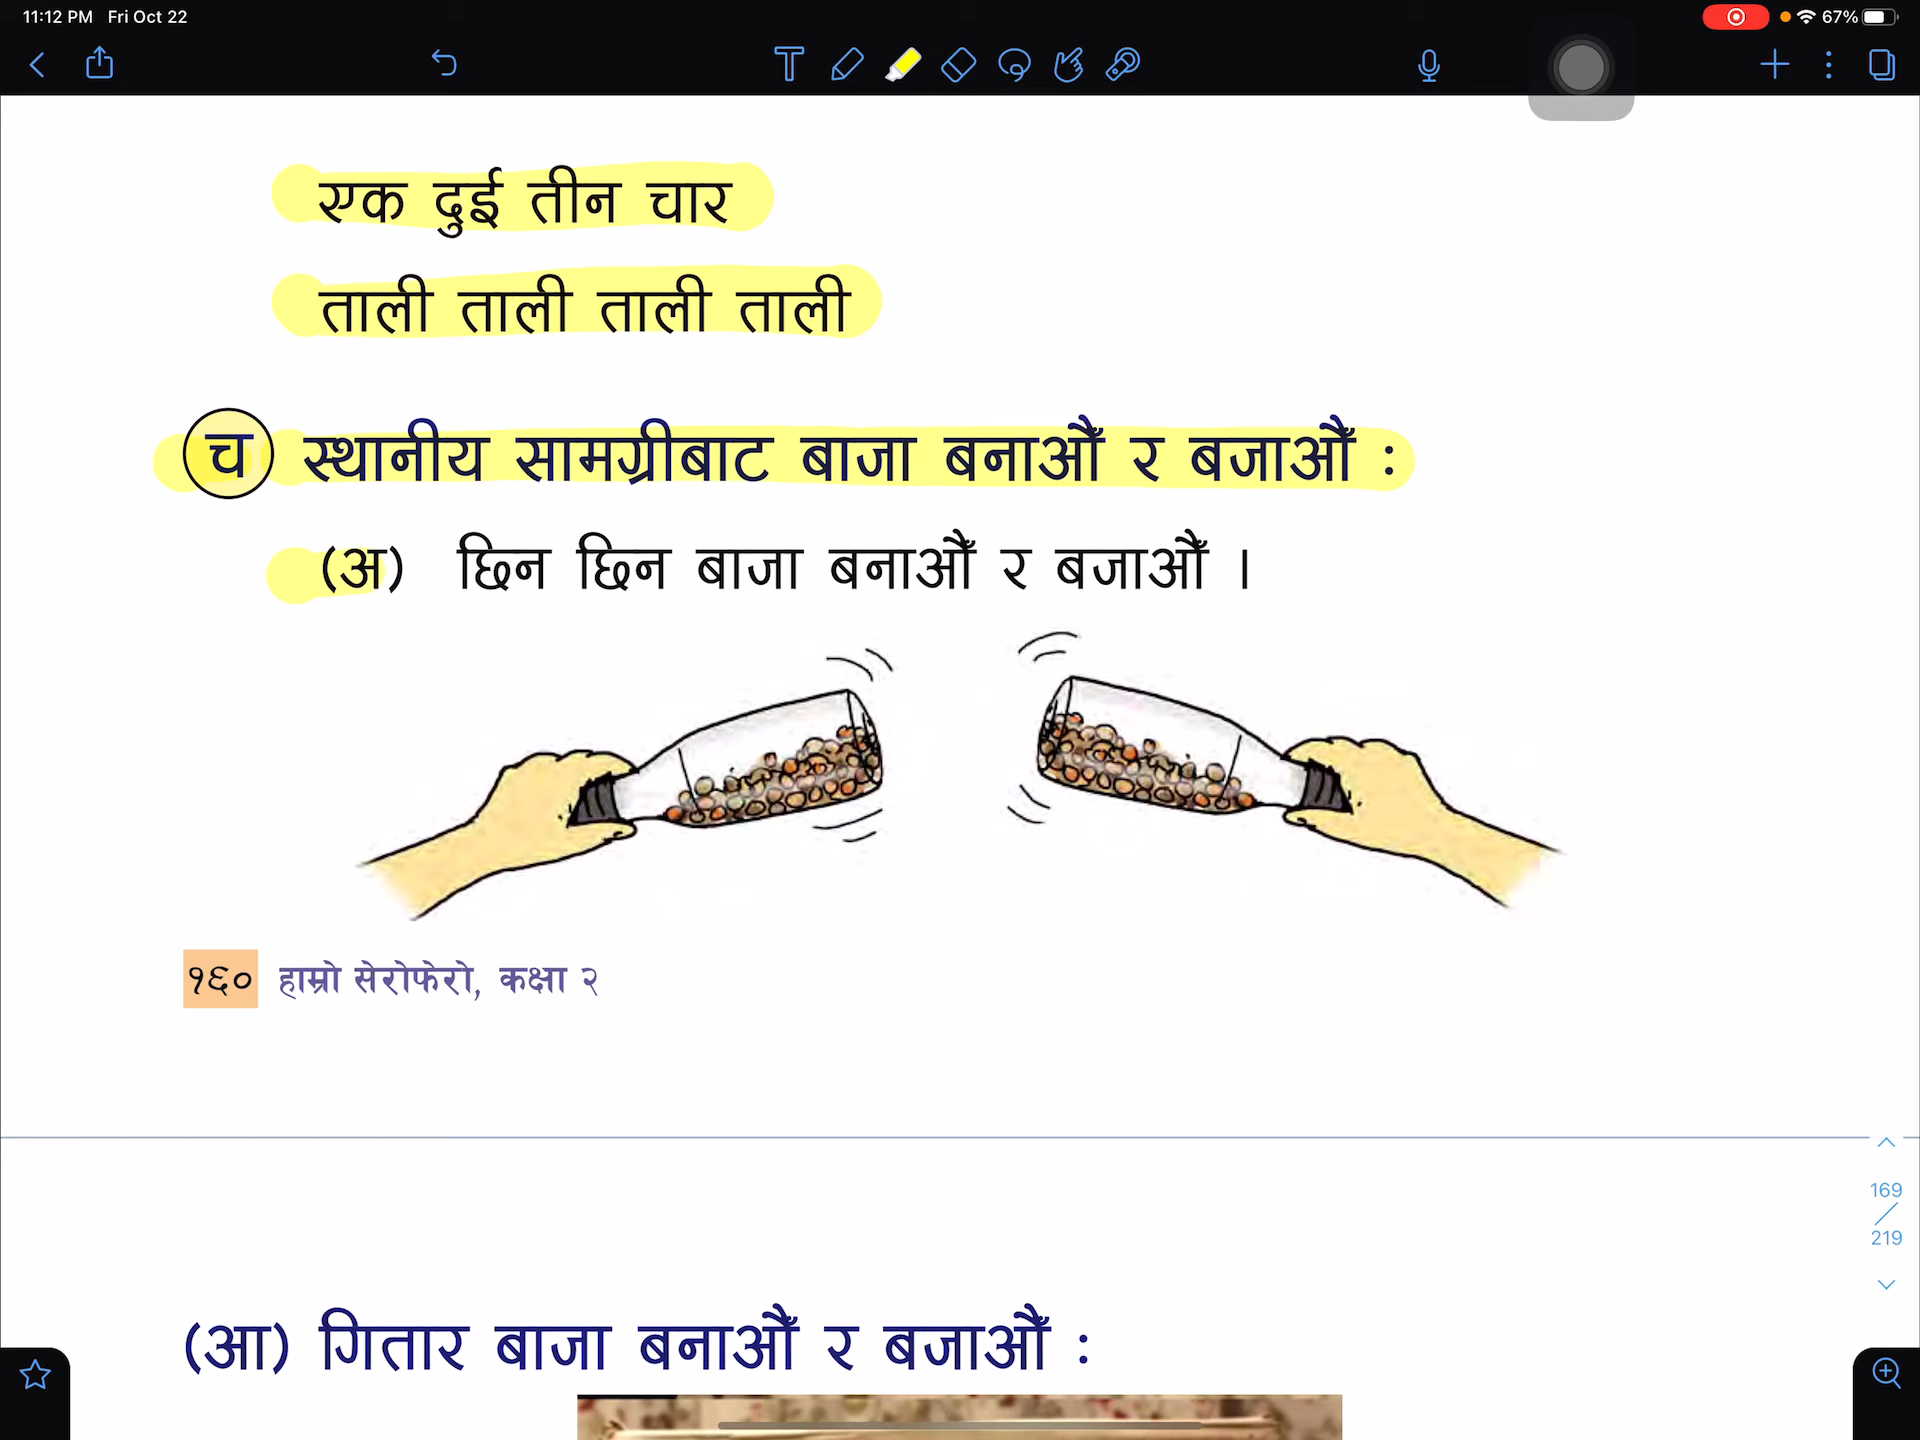 11:12 PM Fri Oct 22 67%
एक दुई तीन चार
ताली ताली ताली ताली
च स्थानीय सामग्रीबाट बाजा बनाऔँ र बजाऔँ :
(अ) छिन छिन बाजा बनाऔँ र बजाऔँ ।
१६० हाम्रो सेरोफेरो, कक्षा २
169
219
(आ) गितार बाजा बनाऔँ र बजाऔँ :